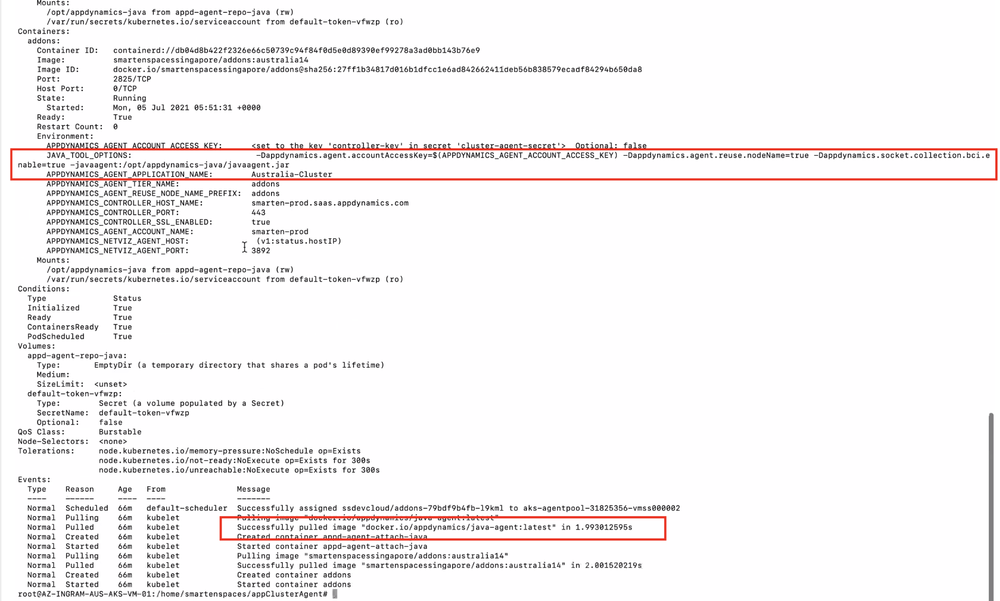 Mounts:
/opt/appdynamics-java from appd-agent-repo-java (rw)
/var/run/secrets/kubernetes.io/serviceaccount from default-token-vfwzp (ro)
Containers:
addons:
Container ID: containerd://db04d8b422f2326e66c50739c94f84f0d5e0d89390ef99278a3ad0bb143b76e9
Image: smartenspacessingapore/addons:australia14
Image ID: docker.io/smartenspacessingapore/addons@sha256:27ff1b34817d016b1dfcc1e6ad842662411deb56b838579ecadf84294b650da8
Port: 2825/TCP
Host Port: 0/TCP
State: Running
Started: Mon, 05 Jul 2021 05:51:31 +0000
Ready: True
Restart Count: 0
Environment:
APPDYNAMICS_AGENT_ACCOUNT_ACCESS_KEY: <set to the key 'controller-key' in secret 'cluster-agent-secret'> Optional: false
JAVA_TOOL_OPTIONS: -Dappdynamics.agent.accountAccessKey=$(APPDYNAMICS_AGENT_ACCOUNT_ACCESS_KEY) -Dappdynamics.agent.reuse.nodeName=true -Dappdynamics.socket.collection.bci.e
nable=true -javaagent:/opt/appdynamics-java/javaagent.jar
APPDYNAMICS_AGENT_APPLICATION_NAME: Australia-Cluster
APPDYNAMICS_AGENT_TIER_NAME: addons
APPDYNAMICS_AGENT_REUSE_NODE_NAME_PREFIX: addons
APPDYNAMICS_CONTROLLER_HOST_NAME: smarten-prod.saas.appdynamics.com
APPDYNAMICS_CONTROLLER_PORT: 443
APPDYNAMICS_CONTROLLER_SSL_ENABLED: true
APPDYNAMICS_AGENT_ACCOUNT_NAME: smarten-prod
APPDYNAMICS_NETVIZ_AGENT_HOST: (v1:status.hostIP)
APPDYNAMICS_NETVIZ_AGENT_PORT: 3892
Mounts:
/opt/appdynamics-java from appd-agent-repo-java (rw)
/var/run/secrets/kubernetes.io/serviceaccount from default-token-vfwzp (ro)
Conditions:
Type Status
Initialized True
Ready True
ContainersReady True
PodScheduled True
Volumes:
appd-agent-repo-java:
Type: EmptyDir (a temporary directory that shares a pod's lifetime)
Medium:
SizeLimit: <unset>
default-token-vfwzp:
Type: Secret (a volume populated by a Secret)
SecretName: default-token-vfwzp
Optional: false
QoS Class: Burstable
Node-Selectors: <none>
Tolerations: node.kubernetes.io/memory-pressure:NoSchedule op=Exists
node.kubernetes.io/not-ready:NoExecute op=Exists for 300s
node.kubernetes.io/unreachable:NoExecute op=Exists for 300s
Events:
Type Reason Age From Message
---- ------ ---- ---- -------
Normal Scheduled 66m default-scheduler Successfully assigned ssdevcloud/addons-79bdf9b4fb-l9kml to aks-agentpool-31825356-vmss000002
Normal Pulling 66m kubelet Pulling image "docker.io/appdynamics/java-agent:latest"
Normal Pulled 66m kubelet Successfully pulled image "docker.io/appdynamics/java-agent:latest" in 1.993012595s
Normal Created 66m kubelet Created container appd-agent-attach-java
Normal Started 66m kubelet Started container appd-agent-attach-java
Normal Pulling 66m kubelet Pulling image "smartenspacessingapore/addons:australia14"
Normal Pulled 66m kubelet Successfully pulled image "smartenspacessingapore/addons:australia14" in 2.001520219s
Normal Created 66m kubelet Created container addons
Normal Started 66m kubelet Started container addons
root@AZ-INGRAM-AUS-AKS-VM-01:/home/smartenspaces/appClusterAgent#